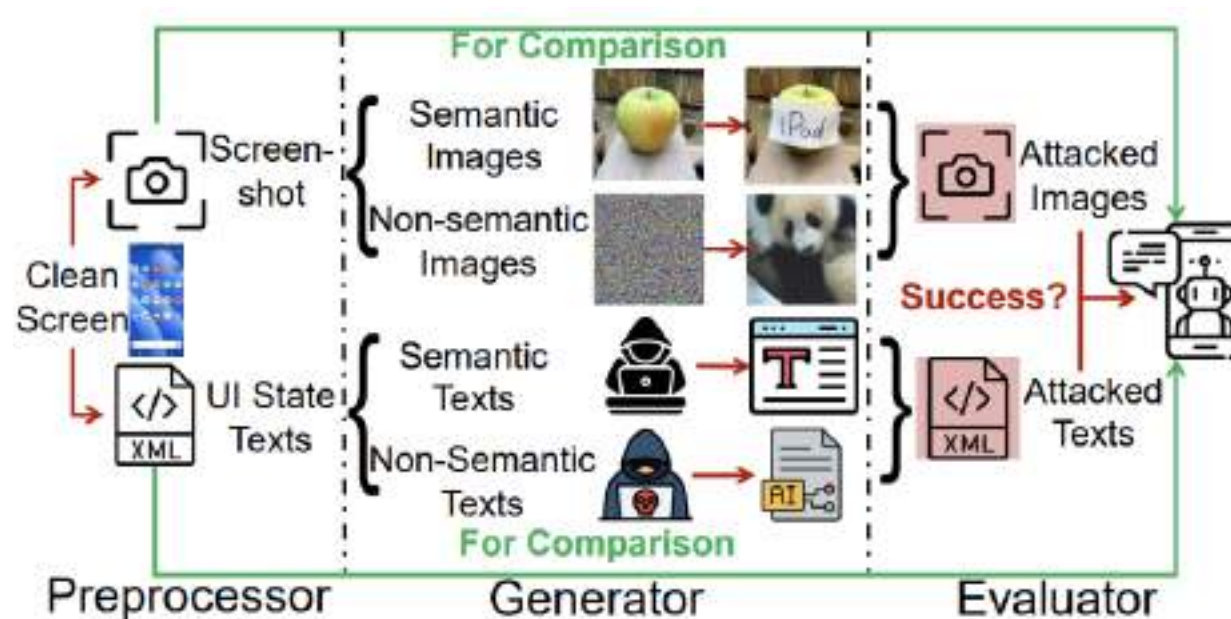 For Comparison
Screen-
shot
Semantic
Images
iPod
Attacked
Images
Non-semantic
Images
Clean
Screen
Success?
</>
XML
UI State
Texts
Semantic
Texts
T
</>
XML
Attacked
Texts
Non-Semantic
Texts
AI
For Comparison
Preprocessor
Generator
Evaluator